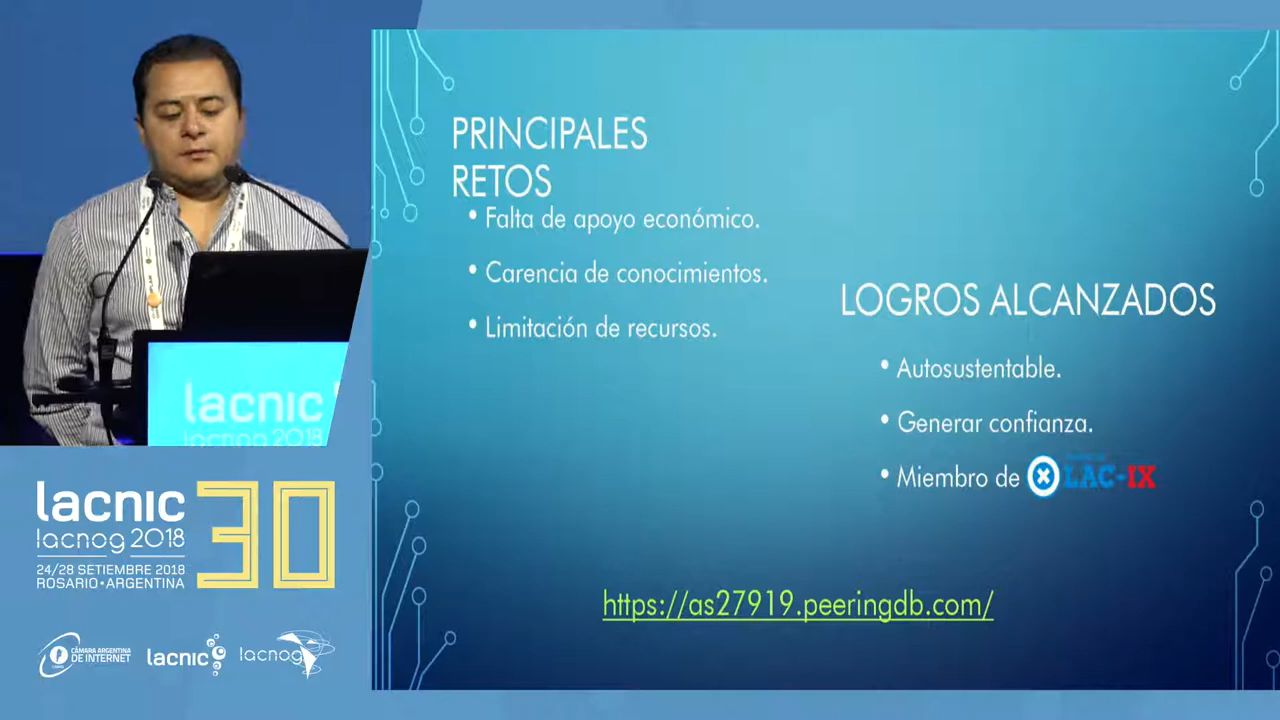 PRINCIPALES
RETOS
• Falta de apoyo económico.
• Carencia de conocimientos.
• Limitación de recursos.
LOGROS ALCANZADOS
• Autosustentable.
• Generar confianza.
• Miembro de LAC-IX
https://as27919.peeringdb.com/
lacnic
lacnog 2018
lacnic 30
lacnog 2018
24/28 SETIEMBRE 2018
ROSARIO • ARGENTINA
CÁMARA ARGENTINA
DE INTERNET
lacnic
lacnog